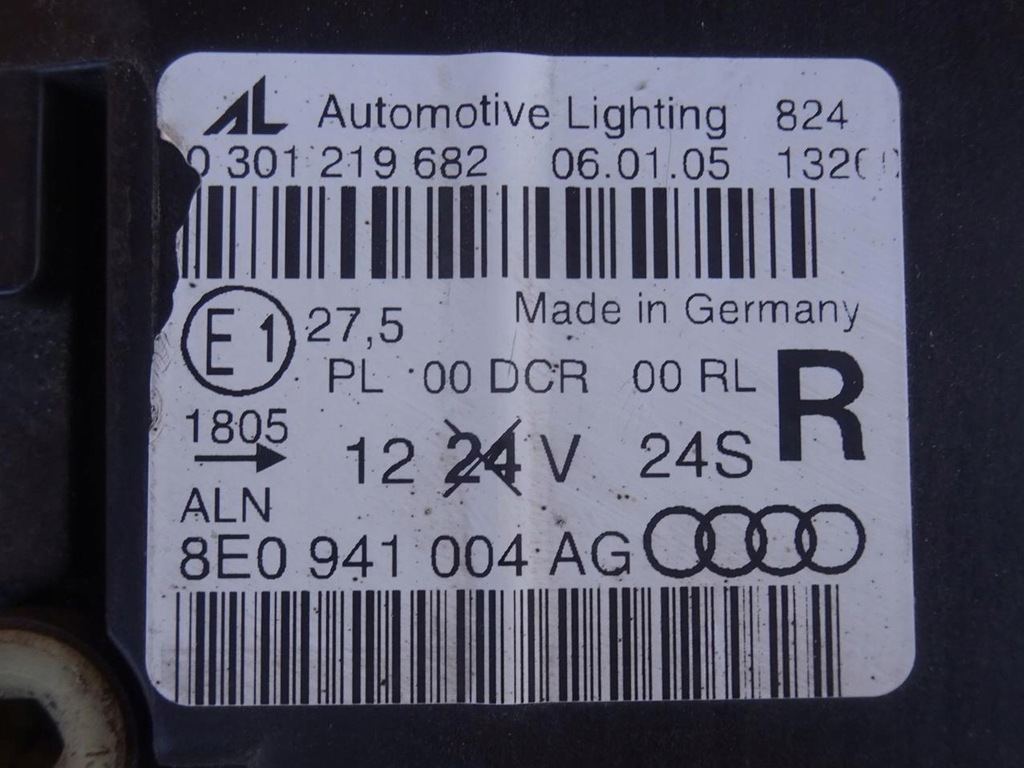 AL Automotive Lighting 824
0 301 219 682 06.01.05
Made in Germany
E1 27,5
PL 00 DCR 00 RL R
1805
12 24 V 24S
ALN
8E0 941 004 AG